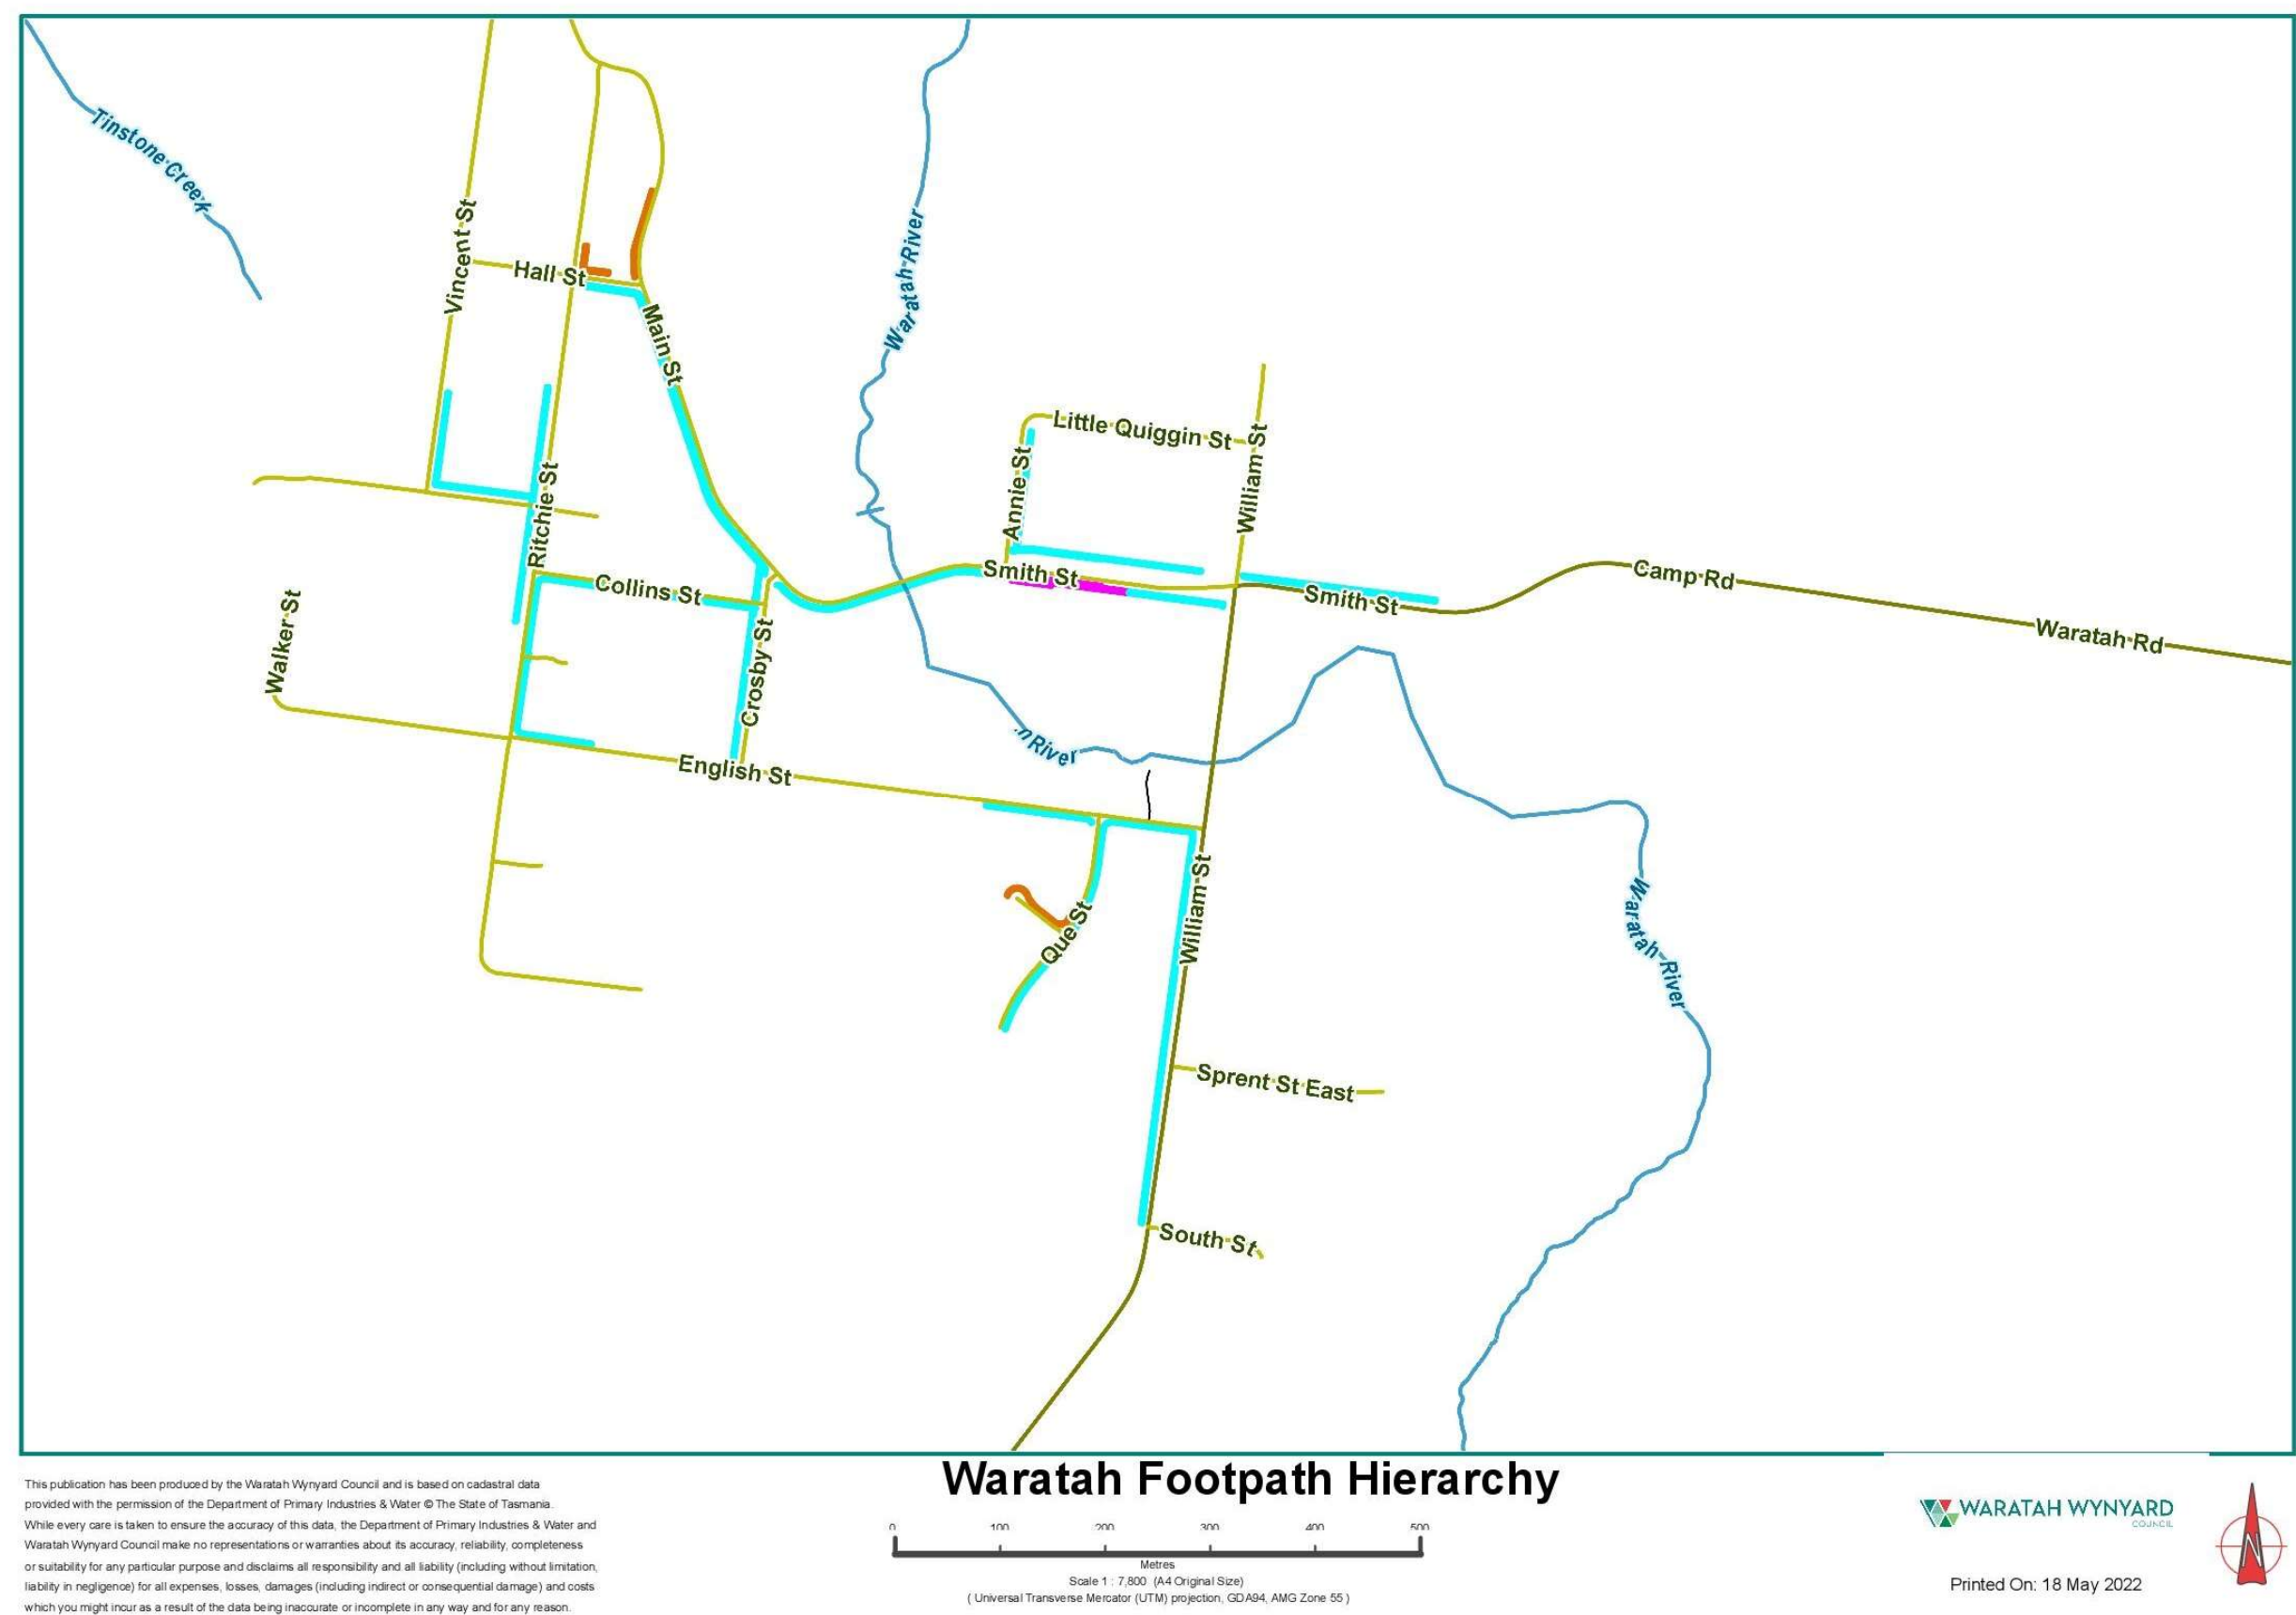 Tinstone Creek
Vincent St
Hall St
Main St
Waratah River
Little Quiggin St
Annie St
William St
Ritchie St
Smith St
Collins St
Smith St
Camp Rd
Waratah Rd
Walker St
Crosby St
River
English St
William St
Que St
Waratah River
Sprent St East
South St
Waratah Footpath Hierarchy
This publication has been produced by the Waratah Wynyard Council and is based on cadastral data
provided with the permission of the Department of Primary Industries & Water © The State of Tasmania.
While every care is taken to ensure the accuracy of this data, the Department of Primary Industries & Water and
Waratah Wynyard Council make no representations or warranties about its accuracy, reliability, completeness
or suitability for any particular purpose and disclaims all responsibility and all liability (including without limitation,
liability in negligence) for all expenses, losses, damages (including indirect or consequential damage) and costs
which you might incur as a result of the data being inaccurate or incomplete in any way and for any reason.
0 100 200 300 400 500
Metres
Scale 1 : 7,800 (A4 Original Size)
( Universal Transverse Mercator (UTM) projection, GDA94, AMG Zone 55 )
WARATAH WYNYARD
COUNCIL
Printed On: 18 May 2022
N